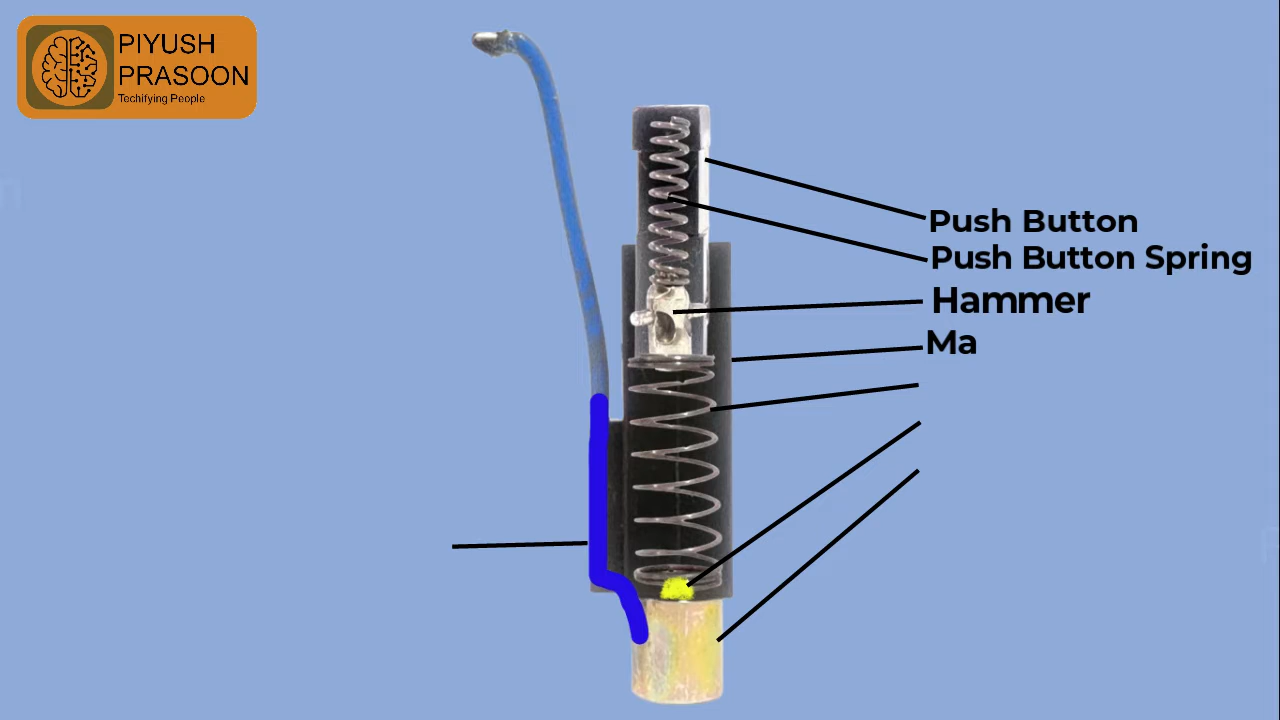 PIYUSH
PRASOON
Techifying People
Push Button
Push Button Spring
Hammer
Ma